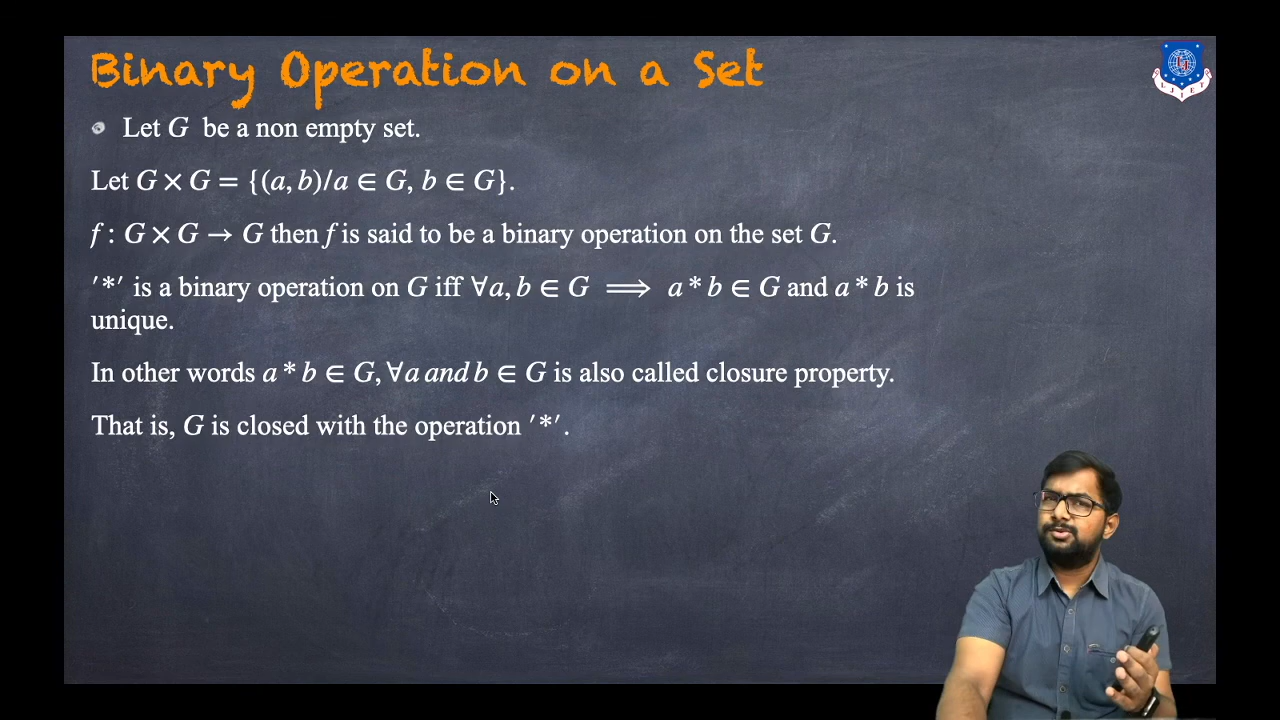 Binary Operation on a Set
Let G be a non empty set.
Let G × G = {(a, b)/a ∈ G, b ∈ G}.
f : G × G → G then f is said to be a binary operation on the set G.
′*′ is a binary operation on G iff ∀a, b ∈ G ⟹ a * b ∈ G and a * b is
unique.
In other words a * b ∈ G, ∀a and b ∈ G is also called closure property.
That is, G is closed with the operation ′*′.